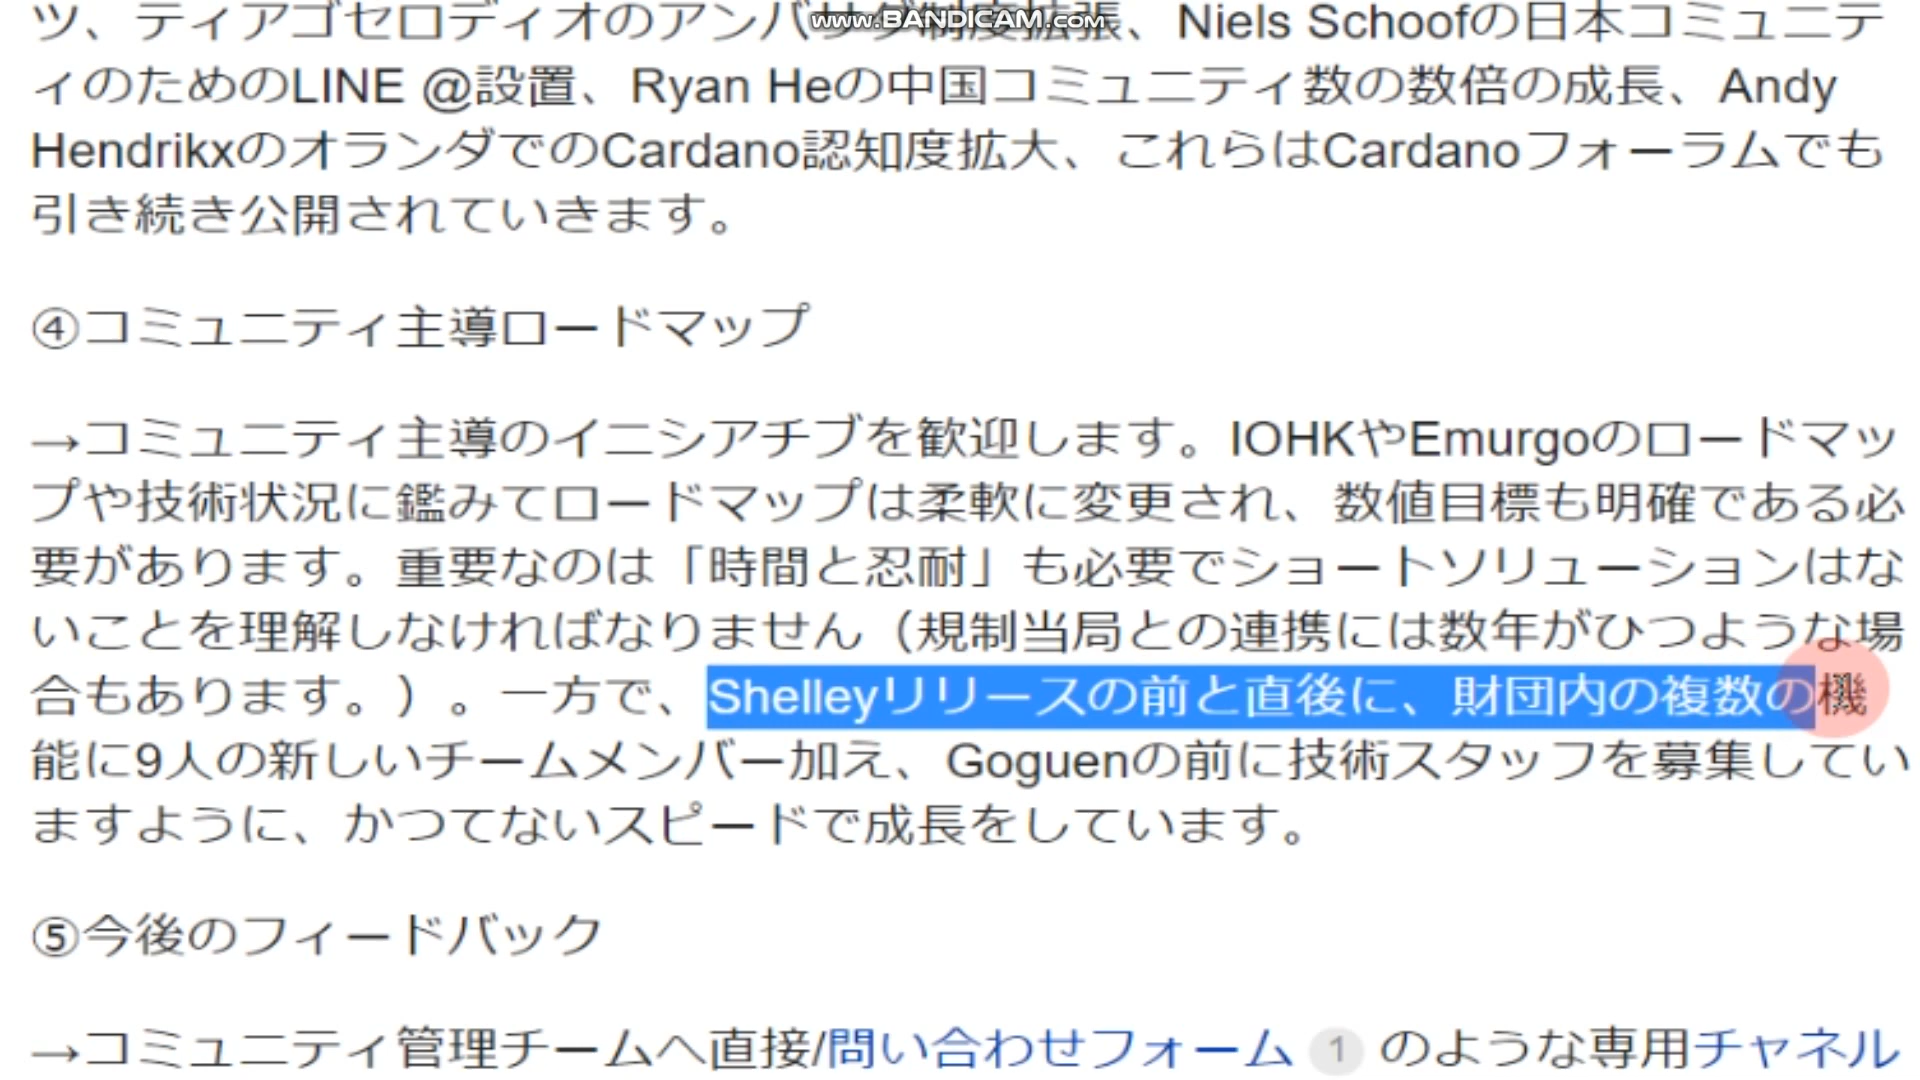 www.BANDICAM.com
ツ、ティアゴセロディオのアンバサダ制度拡張、Niels Schoofの日本コミュニテ
ィのためのLINE @設置、Ryan Heの中国コミュニティ数の数倍の成長、Andy
HendrikxのオランダでのCardano認知度拡大、これらはCardanoフォーラムでも
引き続き公開されていきます。
④コミュニティ主導ロードマップ
→コミュニティ主導のイニシアチブを歓迎します。IOHKやEmurgoのロードマッ
プや技術状況に鑑みてロードマップは柔軟に変更され、数値目標も明確である必
要があります。重要なのは「時間と忍耐」も必要でショートソリューションはな
いことを理解しなければなりません（規制当局との連携には数年がひつような場
合もあります。）。一方で、Shelleyリリースの前と直後に、財団内の複数の機
能に9人の新しいチームメンバー加え、Goguenの前に技術スタッフを募集してい
ますように、かつてないスピードで成長をしています。
⑤今後のフィードバック
→コミュニティ管理チームへ直接/問い合わせフォーム 1 のような専用チャネル